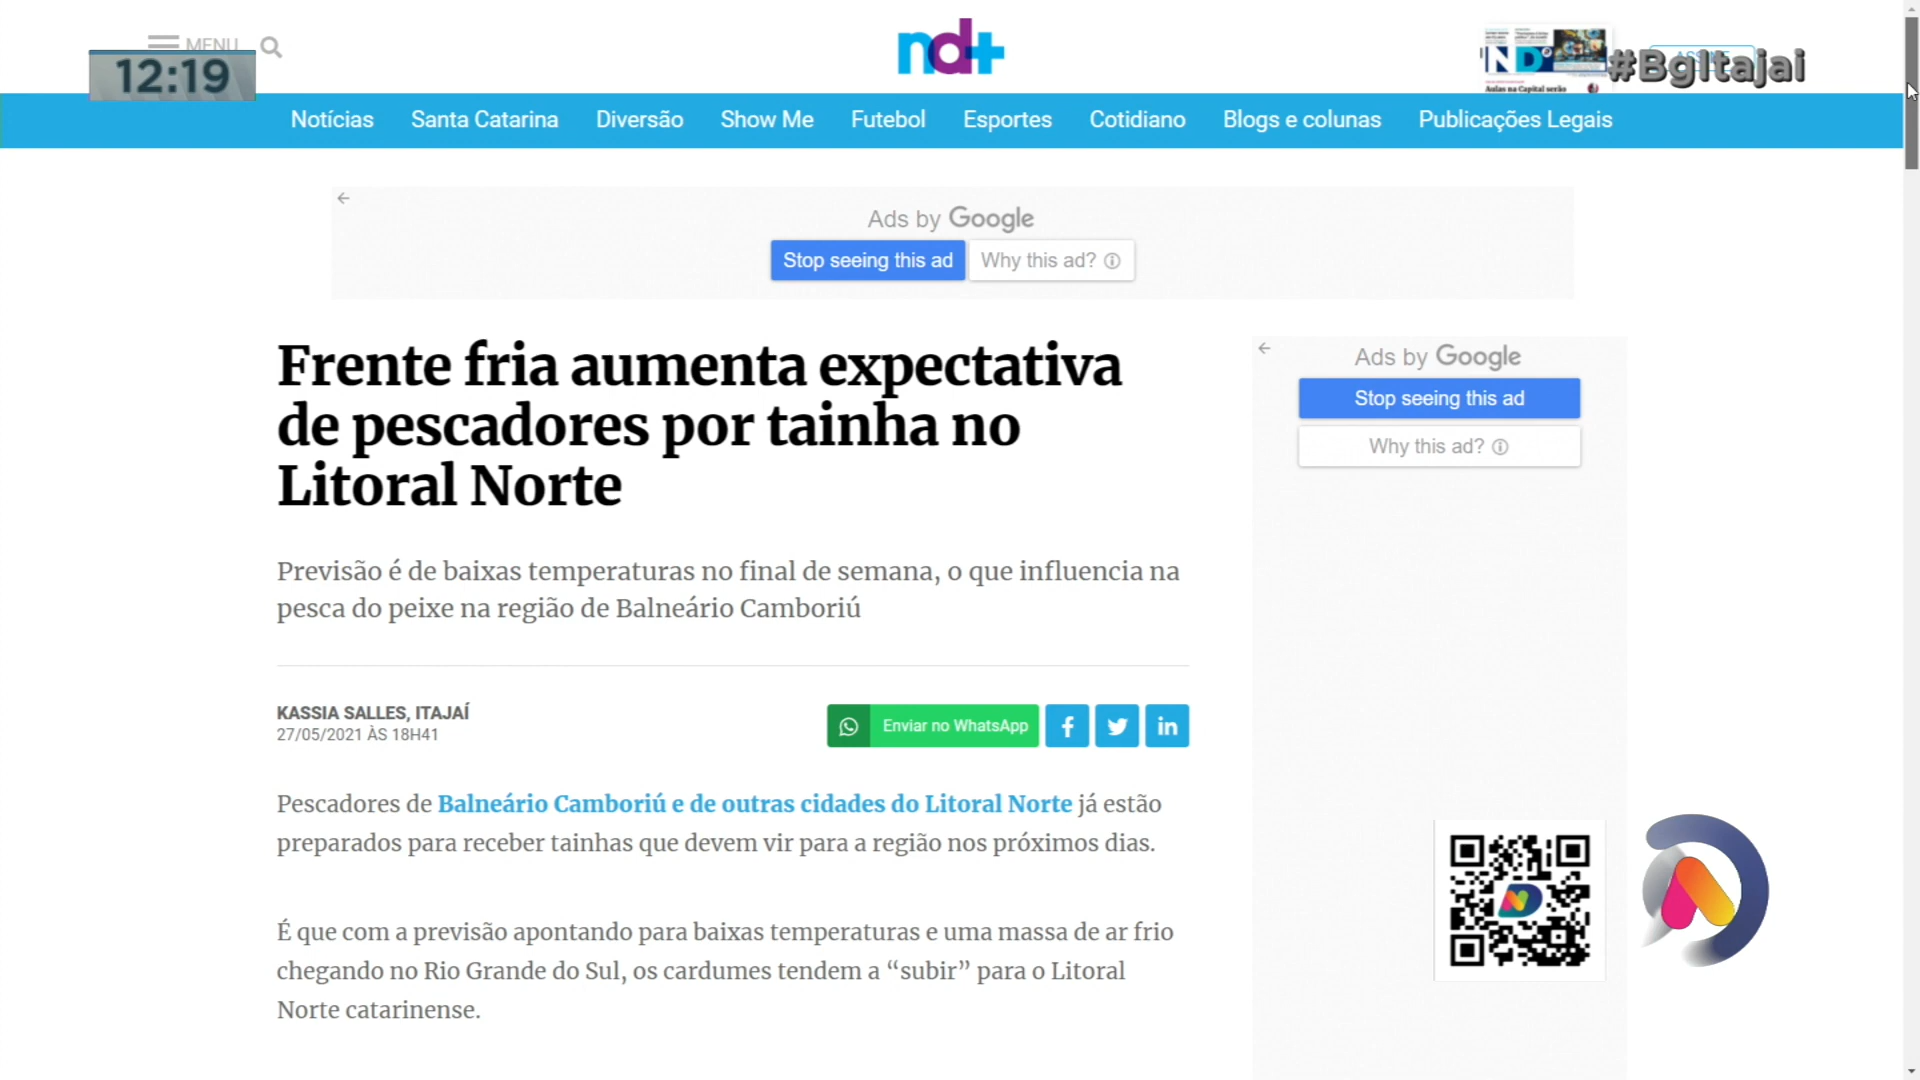 MENU
12:19
nd+
ND
Aulas na Capital serão
#BgItajai
Notícias Santa Catarina Diversão Show Me Futebol Esportes Cotidiano Blogs e colunas Publicações Legais
Ads by Google
Stop seeing this ad Why this ad?
Frente fria aumenta expectativa
de pescadores por tainha no
Litoral Norte
Previsão é de baixas temperaturas no final de semana, o que influencia na
pesca do peixe na região de Balneário Camboriú
KASSIA SALLES, ITAJAÍ
27/05/2021 ÀS 18H41
Enviar no WhatsApp
Pescadores de Balneário Camboriú e de outras cidades do Litoral Norte já estão
preparados para receber tainhas que devem vir para a região nos próximos dias.
É que com a previsão apontando para baixas temperaturas e uma massa de ar frio
chegando no Rio Grande do Sul, os cardumes tendem a “subir” para o Litoral
Norte catarinense.
Ads by Google
Stop seeing this ad
Why this ad?